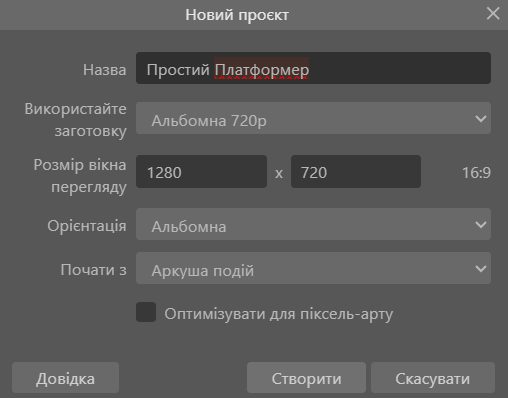 Новий проєкт
Назва
Простий Платформер
Використайте
заготовку
Альбомна 720p
Розмір вікна
перегляду
1280 x 720 16:9
Орієнтація
Альбомна
Почати з
Аркуша подій
Оптимізувати для піксель-арту
Довідка
Створити
Скасувати